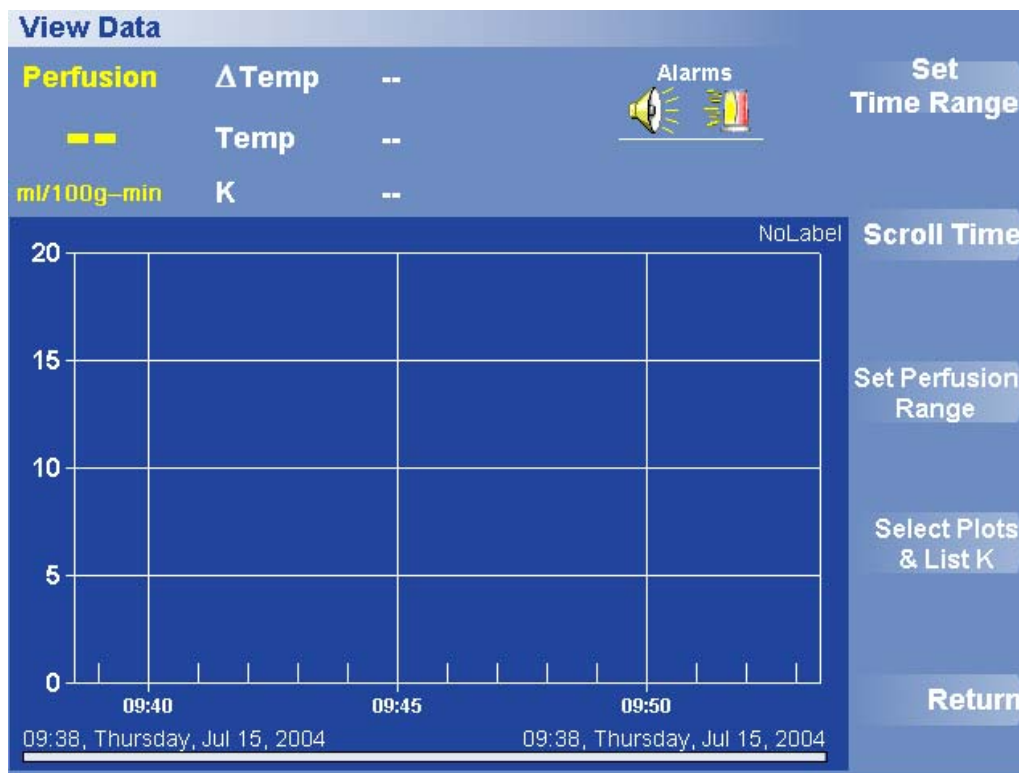 View Data
Perfusion
--
ml/100g–min
ΔTemp --
Temp --
K --
Alarms
Set
Time Range
Scroll Time
Set Perfusion
Range
Select Plots
& List K
Return
NoLabel
20
15
10
5
0
09:40 09:45 09:50
09:38, Thursday, Jul 15, 2004 09:38, Thursday, Jul 15, 2004